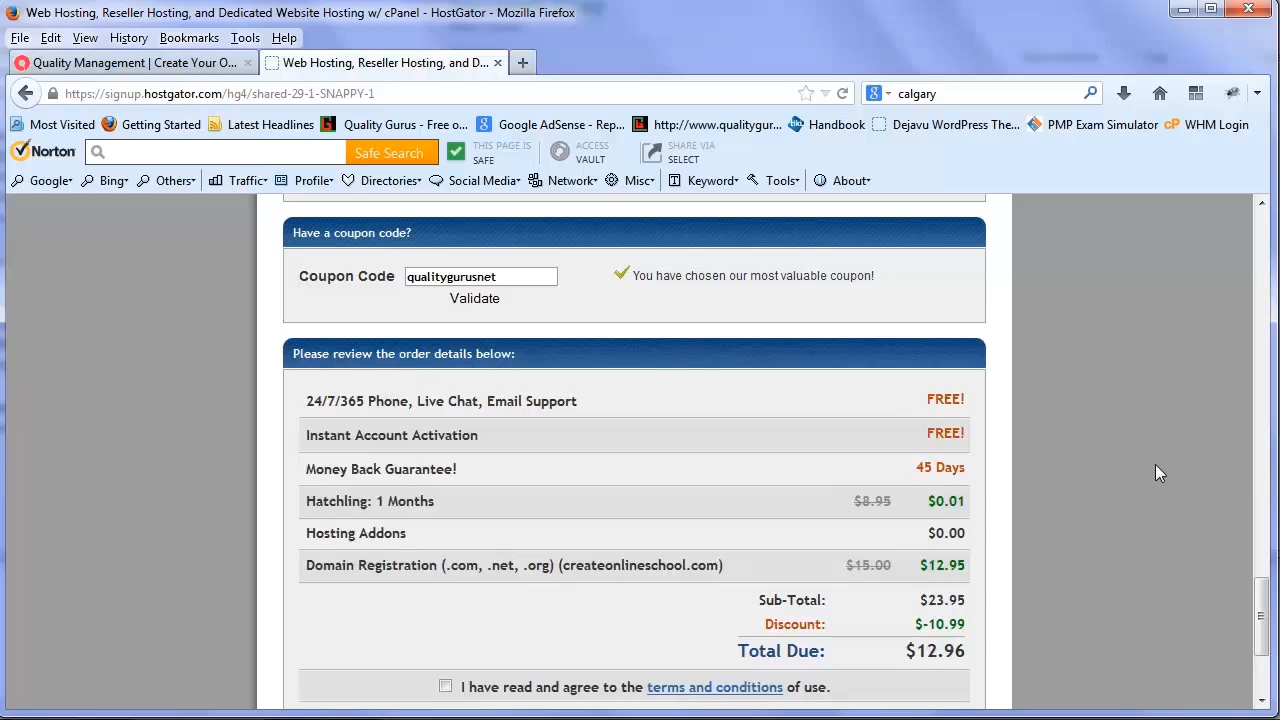 Web Hosting, Reseller Hosting, and Dedicated Website Hosting w/ cPanel - HostGator - Mozilla Firefox
File Edit View History Bookmarks Tools Help
Quality Management | Create Your O... × Web Hosting, Reseller Hosting, and D... × +
https://signup.hostgator.com/hg4/shared-29-1-SNAPPY-1 calgary
Most Visited Getting Started Latest Headlines Quality Gurus - Free o... Google AdSense - Rep... http://www.qualitygur... Handbook Dejavu WordPress The... PMP Exam Simulator WHM Login
Norton Safe Search THIS PAGE IS SAFE ACCESS VAULT SHARE VIA SELECT
Google Bing Others Traffic Profile Directories Social Media Network Misc Keyword Tools About
Have a coupon code?
Coupon Code qualitygurusnet You have chosen our most valuable coupon!
Validate
Please review the order details below:
24/7/365 Phone, Live Chat, Email Support FREE!
Instant Account Activation FREE!
Money Back Guarantee! 45 Days
Hatchling: 1 Months $8.95 $0.01
Hosting Addons $0.00
Domain Registration (.com, .net, .org) (createonlineschool.com) $15.00 $12.95
Sub-Total: $23.95
Discount: $-10.99
Total Due: $12.96
I have read and agree to the terms and conditions of use.